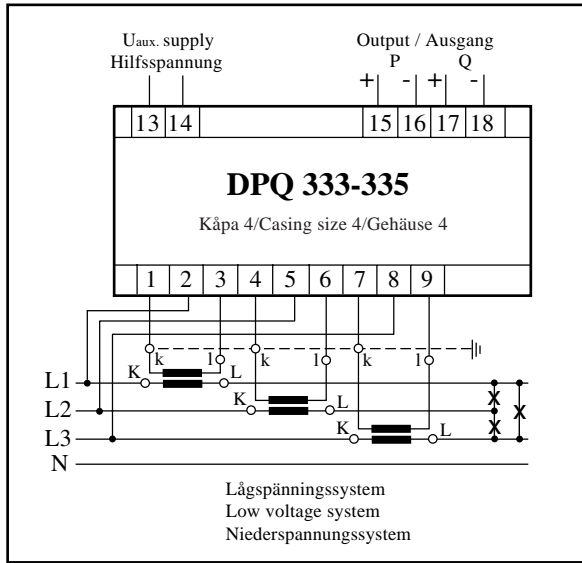 Uaux. supply
Hilfsspannung
Output / Ausgang
P Q
+ - + -
13 14 15 16 17 18
DPQ 333-335
Kåpa 4/Casing size 4/Gehäuse 4
1 2 3 4 5 6 7 8 9
k l k l k l
L1 K L
L2 K L
L3 K L
N
X
X
X
Lågspänningssystem
Low voltage system
Niederspannungssystem